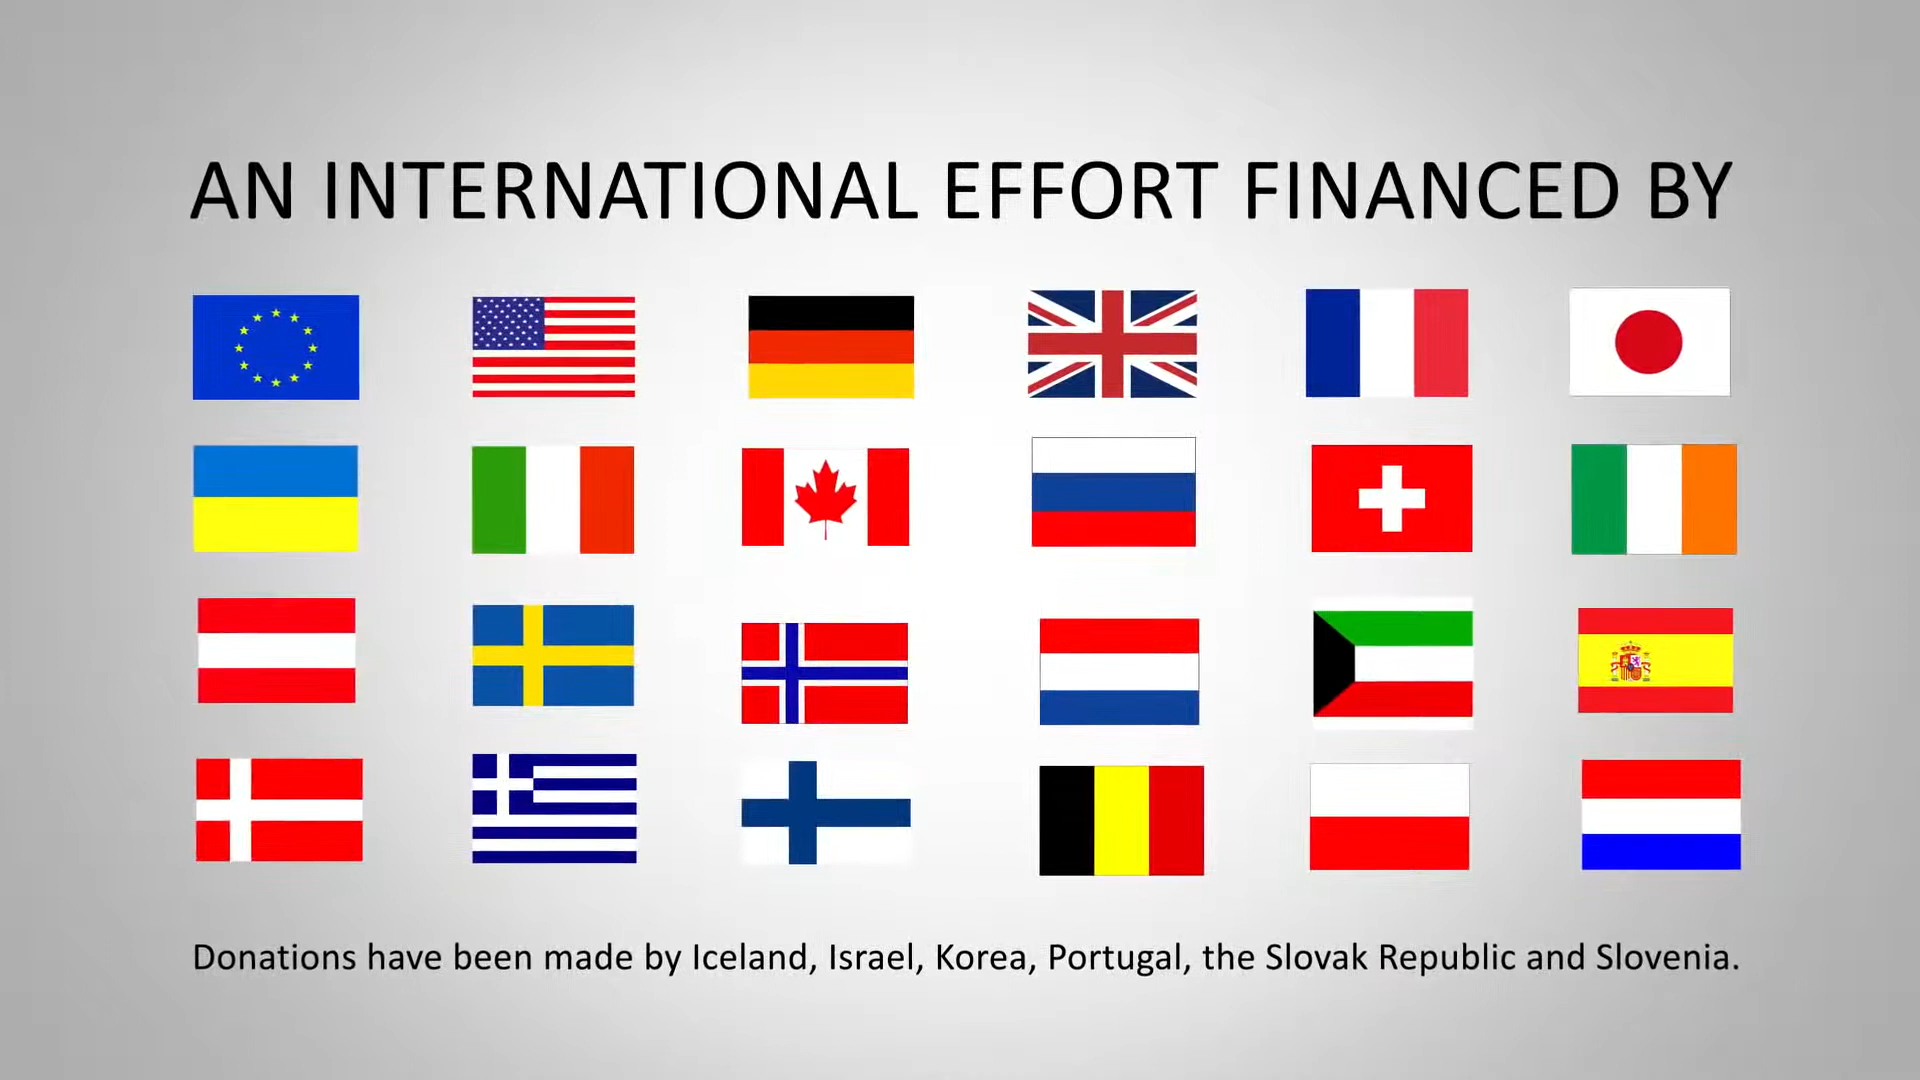 AN INTERNATIONAL EFFORT FINANCED BY
Donations have been made by Iceland, Israel, Korea, Portugal, the Slovak Republic and Slovenia.